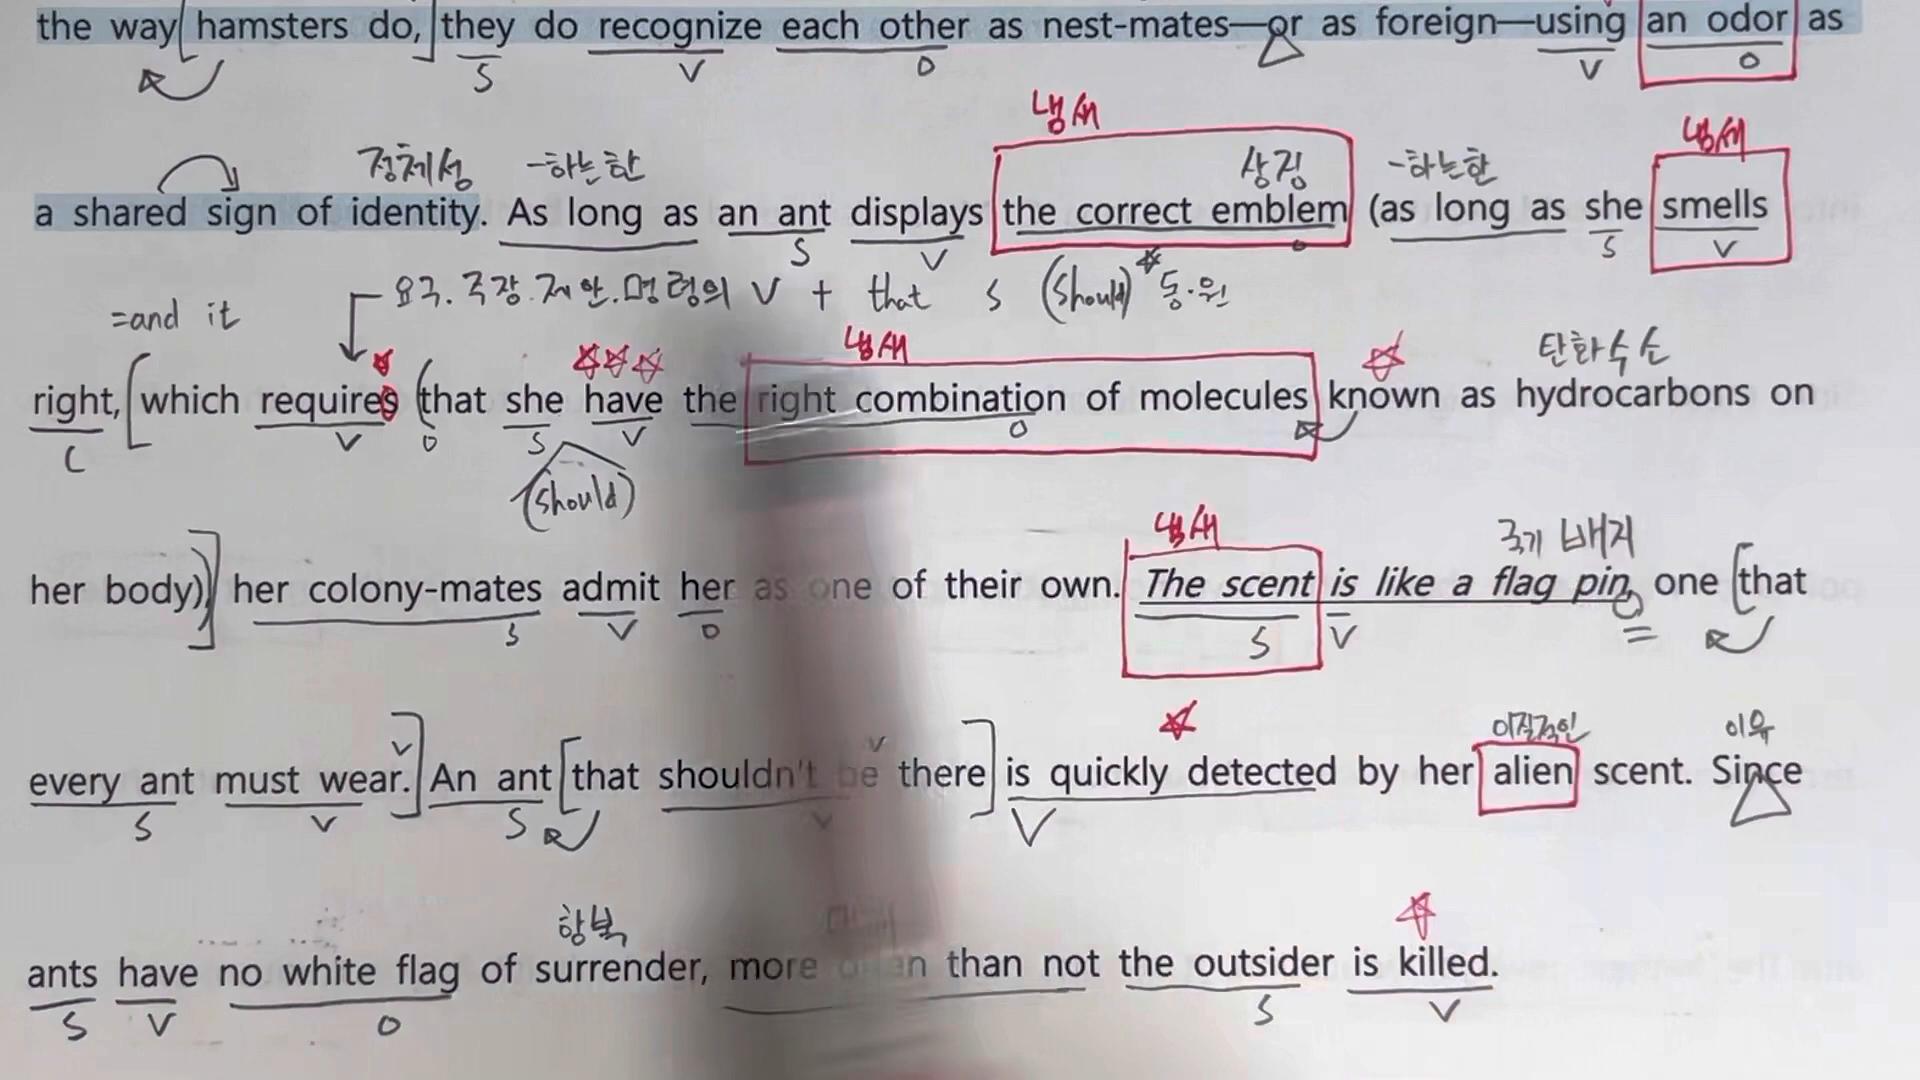 the way [hamsters do,] they do recognize each other as nest-mates—or as foreign—using an odor as
S V O V O
냄새 냄새
정체성 -하는한 상징 -하는한
a shared sign of identity. As long as an ant displays the correct emblem (as long as she smells
S V O S V
=and it 요구.주장.제안.명령의 V + that S (should) 동.원
냄새 탄화수소
right, [which requires (that she have the right combination of molecules known as hydrocarbons on
C V O S V O
(should)
냄새 국기 배지
her body)] her colony-mates admit her as one of their own. The scent is like a flag pin, one [that
S V O S V =
이질적인 이유
V V
every ant must wear.] An ant [that shouldn't be there] is quickly detected by her alien scent. Since
S V S V V
항복
ants have no white flag of surrender, more often than not the outsider is killed.
S V O S V